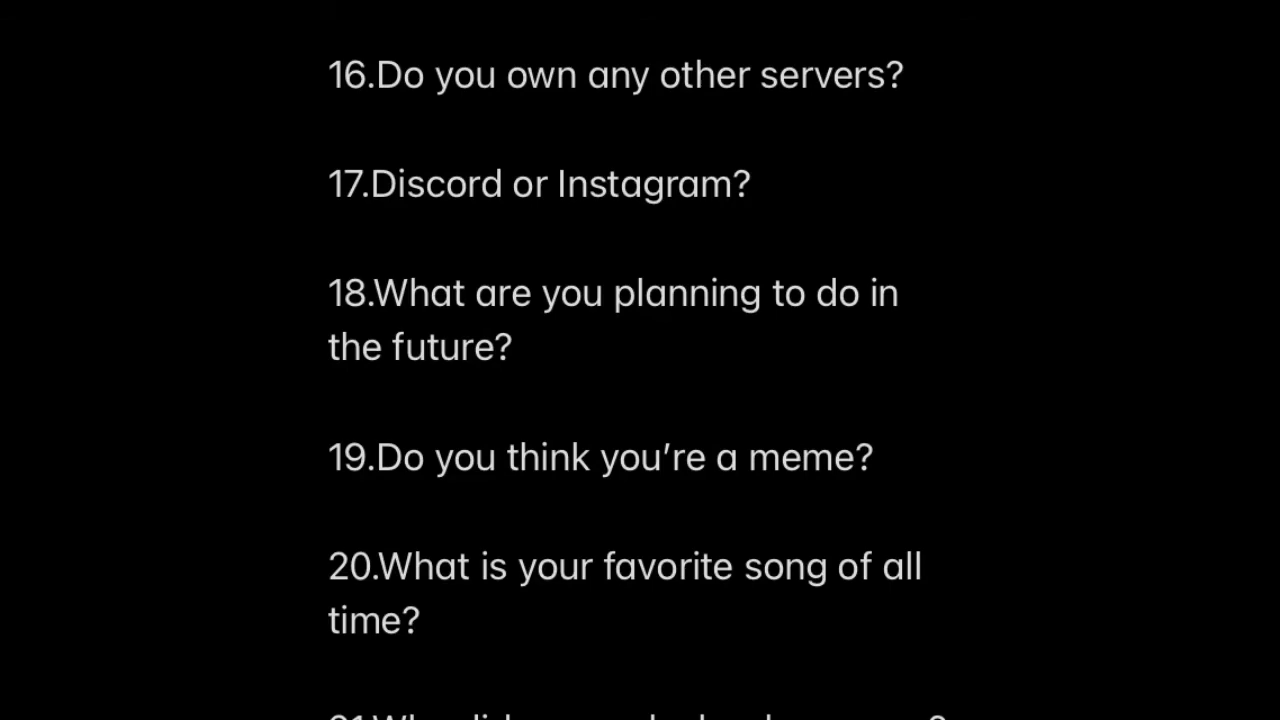 16.Do you own any other servers?
17.Discord or Instagram?
18.What are you planning to do in
the future?
19.Do you think you’re a meme?
20.What is your favorite song of all
time?